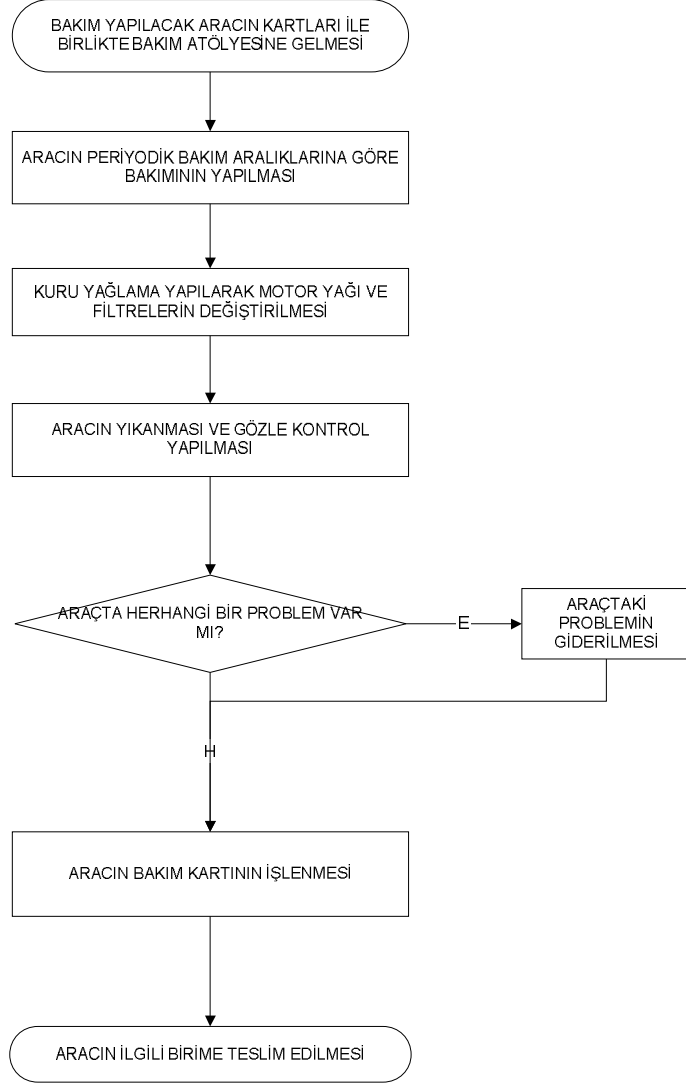 BAKIM YAPILACAK ARACIN KARTLARI İLE
BİRLİKTE BAKIM ATÖLYESİNE GELMESİ
ARACIN PERİYODİK BAKIM ARALIKLARINA GÖRE
BAKIMININ YAPILMASI
KURU YAĞLAMA YAPILARAK MOTOR YAĞI VE
FİLTRELERİN DEĞİŞTİRİLMESİ
ARACIN YIKANMASI VE GÖZLE KONTROL
YAPILMASI
ARAÇTA HERHANGİ BİR PROBLEM VAR
MI?
E
ARAÇTAKİ
PROBLEMİN
GİDERİLMESİ
H
ARACIN BAKIM KARTININ İŞLENMESİ
ARACIN İLGİLİ BİRİME TESLİM EDİLMESİ